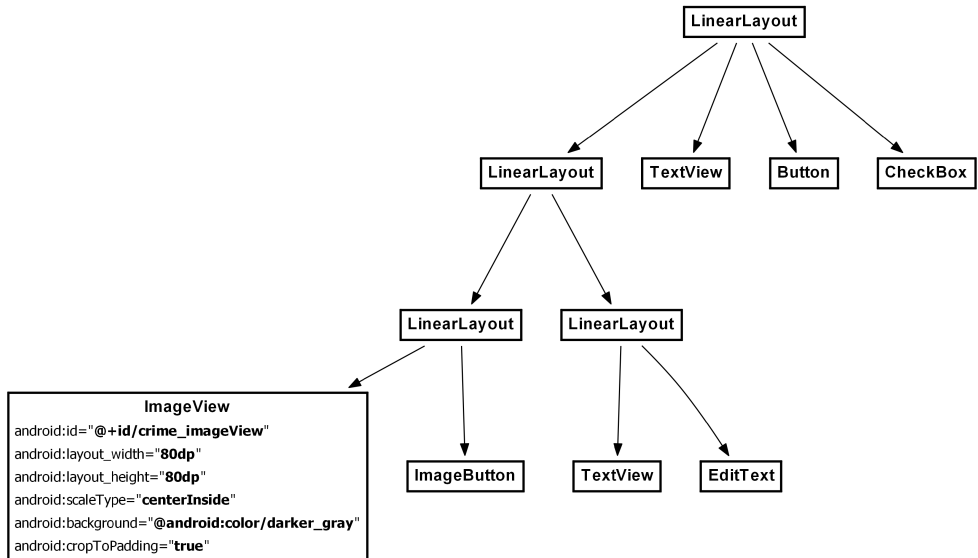 LinearLayout
LinearLayout
TextView
Button
CheckBox
LinearLayout
LinearLayout
ImageView
android:id="@+id/crime_imageView"
android:layout_width="80dp"
android:layout_height="80dp"
android:scaleType="centerInside"
android:background="@android:color/darker_gray"
android:cropToPadding="true"
ImageButton
TextView
EditText